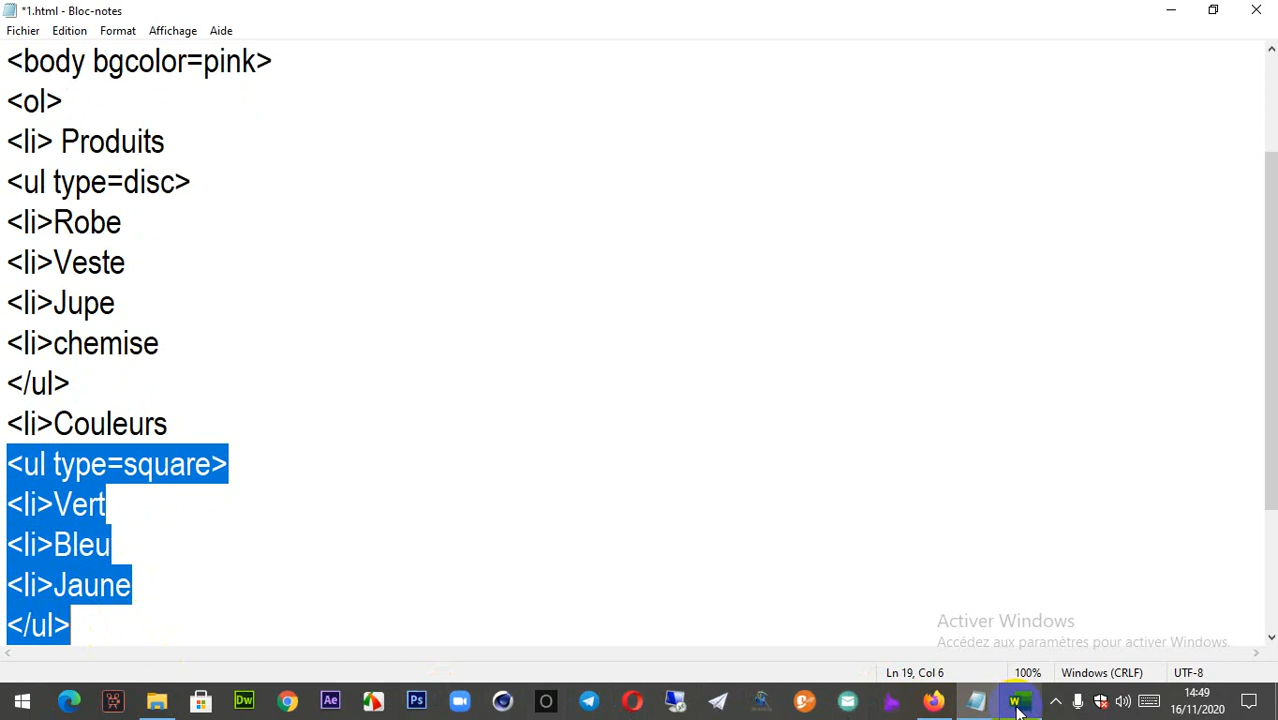 *1.html - Bloc-notes
Fichier Edition Format Affichage Aide
<body bgcolor=pink>
<ol>
<li> Produits
<ul type=disc>
<li>Robe
<li>Veste
<li>Jupe
<li>chemise
</ul>
<li>Couleurs
<ul type=square>
<li>Vert
<li>Bleu
<li>Jaune
</ul>
Activer Windows
Accédez aux paramètres pour activer Windows.
Ln 19, Col 6 100% Windows (CRLF) UTF-8
Dw Ae Ps W
14:49
16/11/2020